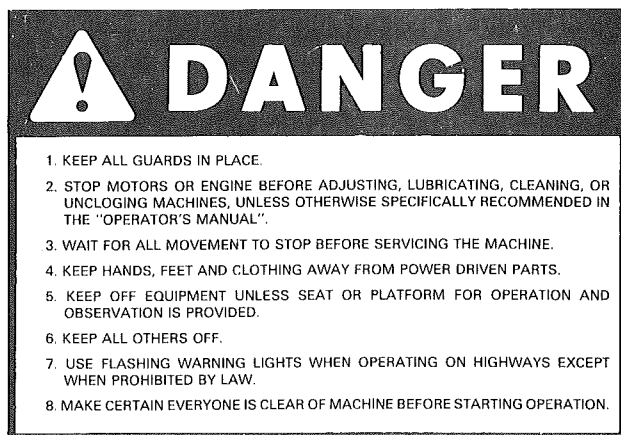 DANGER
1. KEEP ALL GUARDS IN PLACE.
2. STOP MOTORS OR ENGINE BEFORE ADJUSTING, LUBRICATING, CLEANING, OR
UNCLOGING MACHINES, UNLESS OTHERWISE SPECIFICALLY RECOMMENDED IN
THE "OPERATOR'S MANUAL".
3. WAIT FOR ALL MOVEMENT TO STOP BEFORE SERVICING THE MACHINE.
4. KEEP HANDS, FEET AND CLOTHING AWAY FROM POWER DRIVEN PARTS.
5. KEEP OFF EQUIPMENT UNLESS SEAT OR PLATFORM FOR OPERATION AND
OBSERVATION IS PROVIDED.
6. KEEP ALL OTHERS OFF.
7. USE FLASHING WARNING LIGHTS WHEN OPERATING ON HIGHWAYS EXCEPT
WHEN PROHIBITED BY LAW.
8. MAKE CERTAIN EVERYONE IS CLEAR OF MACHINE BEFORE STARTING OPERATION.